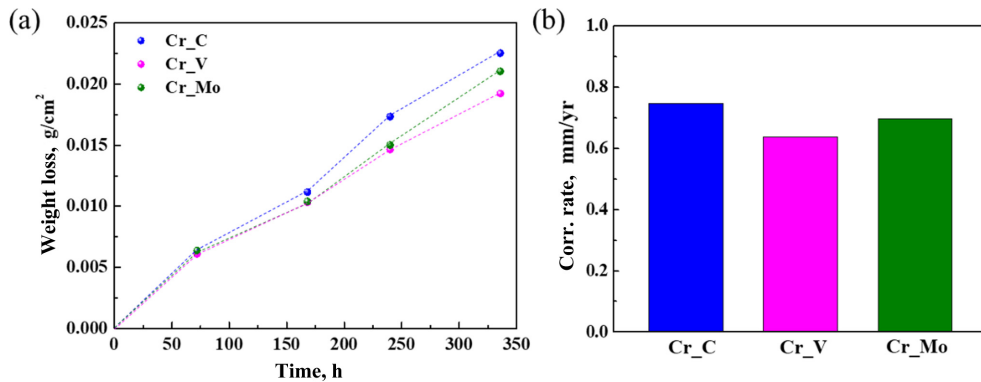 (a)
0.025
0.020
0.015
0.010
0.005
0.000
Weight loss, g/cm²
Cr_C
Cr_V
Cr_Mo
0 50 100 150 200 250 300 350
Time, h
(b)
1.0
0.8
0.6
0.4
0.2
0.0
Corr. rate, mm/yr
Cr_C Cr_V Cr_Mo